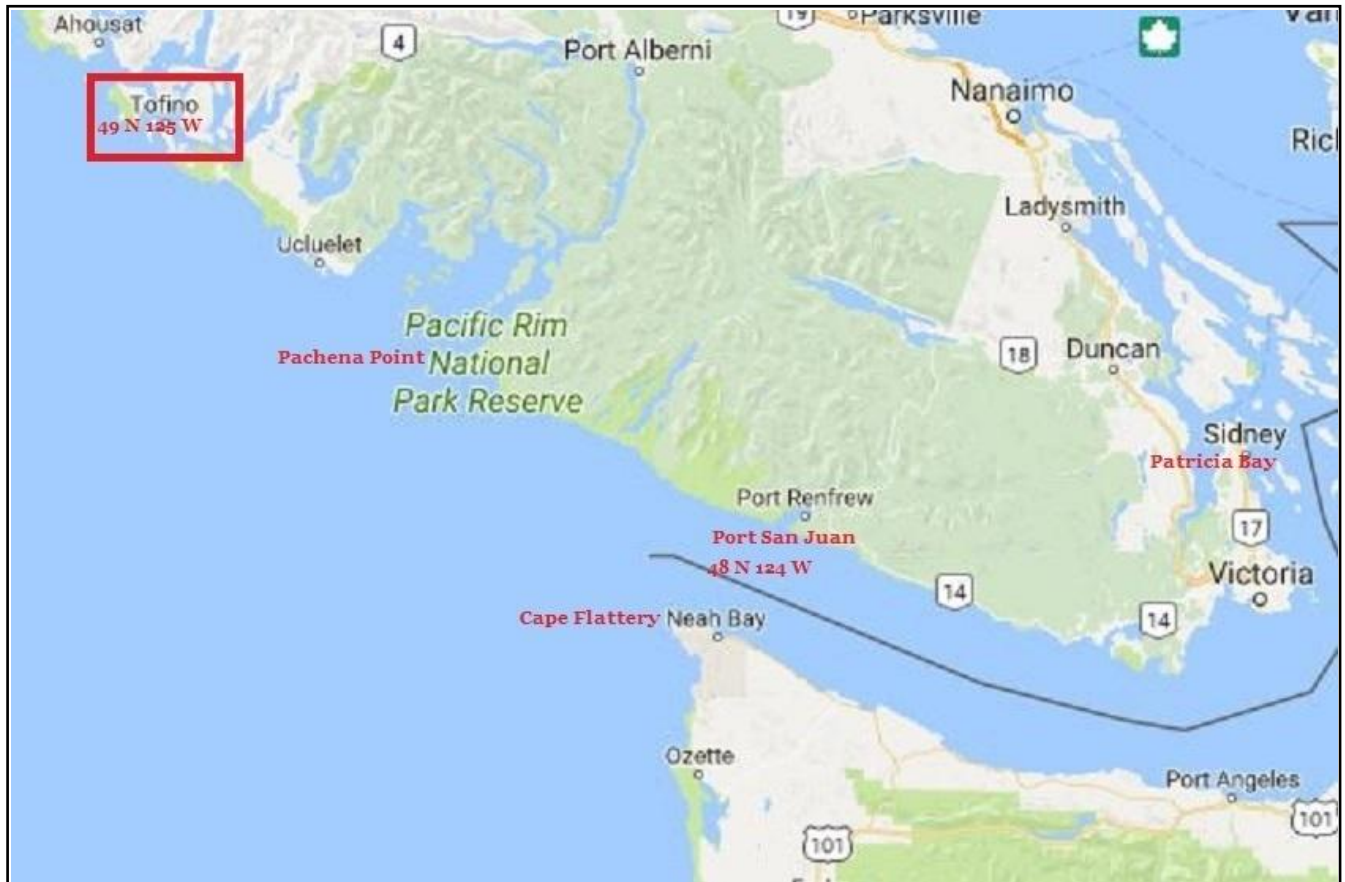 Ahousat
4
19
Parksville
Port Alberni
Tofino
49 N 125 W
Nanaimo
Ladysmith
Ucluelet
Pacific Rim
National
Park Reserve
Pachena Point
18
Duncan
Sidney
Patricia Bay
Port Renfrew
Port San Juan
48 N 124 W
17
Victoria
14
14
Cape Flattery
Neah Bay
Ozette
Port Angeles
101
101